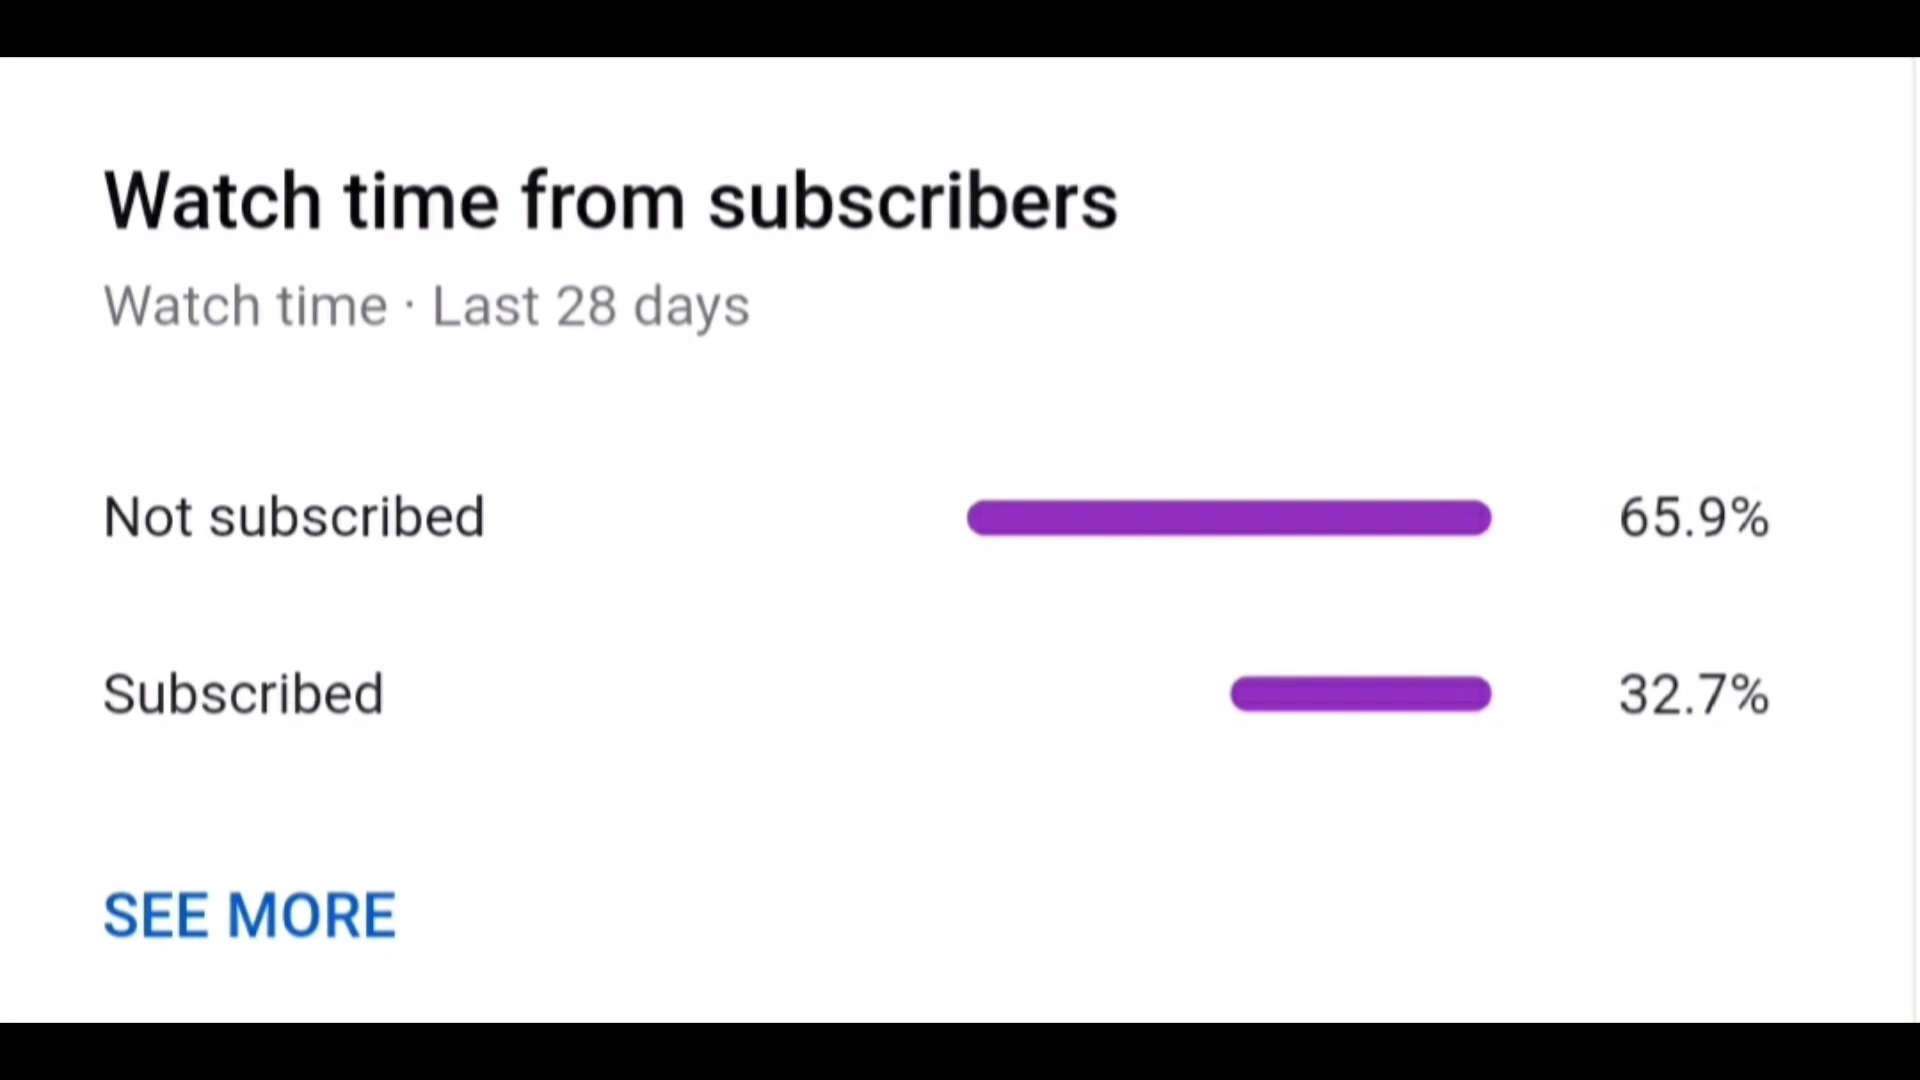 Watch time from subscribers
Watch time · Last 28 days
Not subscribed 65.9%
Subscribed 32.7%
SEE MORE